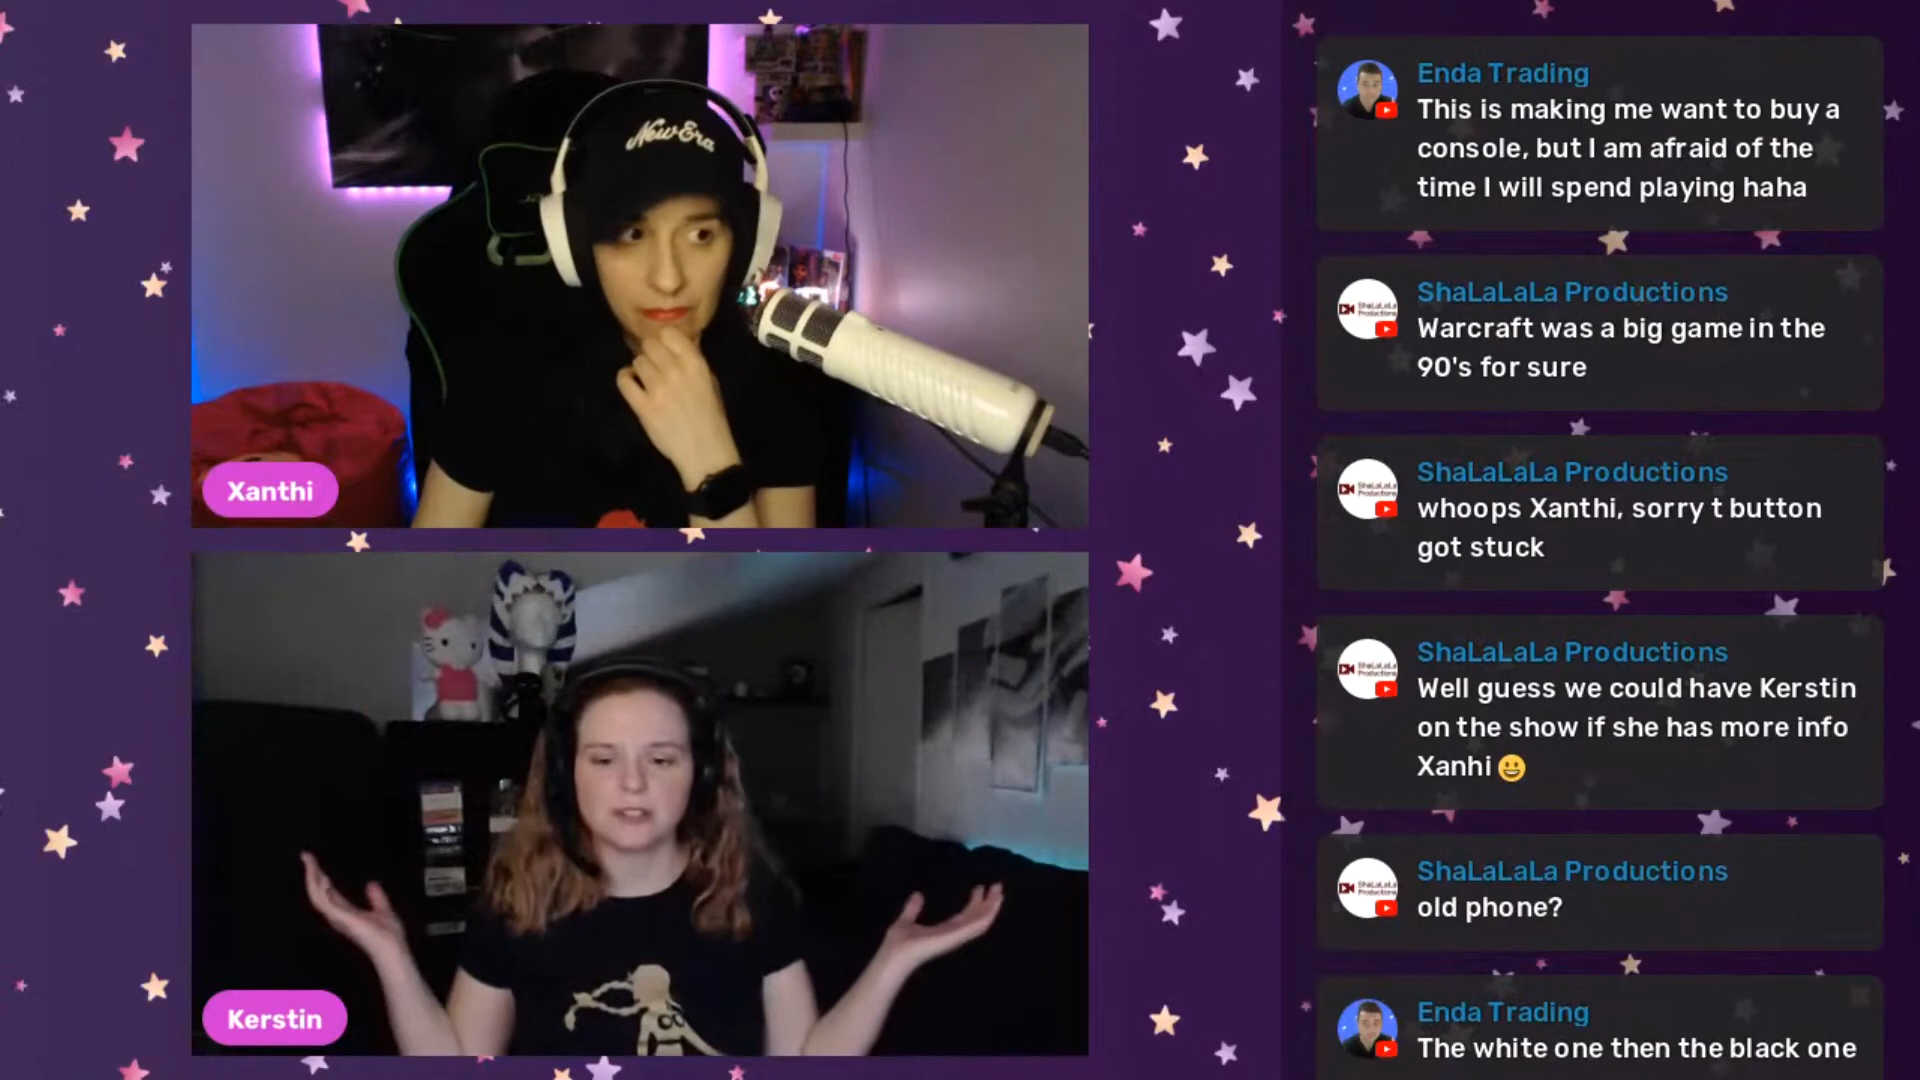 New Era
Xanthi
Kerstin
Enda Trading
This is making me want to buy a
console, but I am afraid of the
time I will spend playing haha
ShaLaLaLa Productions
Warcraft was a big game in the
90's for sure
ShaLaLaLa Productions
whoops Xanthi, sorry t button
got stuck
ShaLaLaLa Productions
Well guess we could have Kerstin
on the show if she has more info
Xanhi 😀
ShaLaLaLa Productions
old phone?
Enda Trading
The white one then the black one